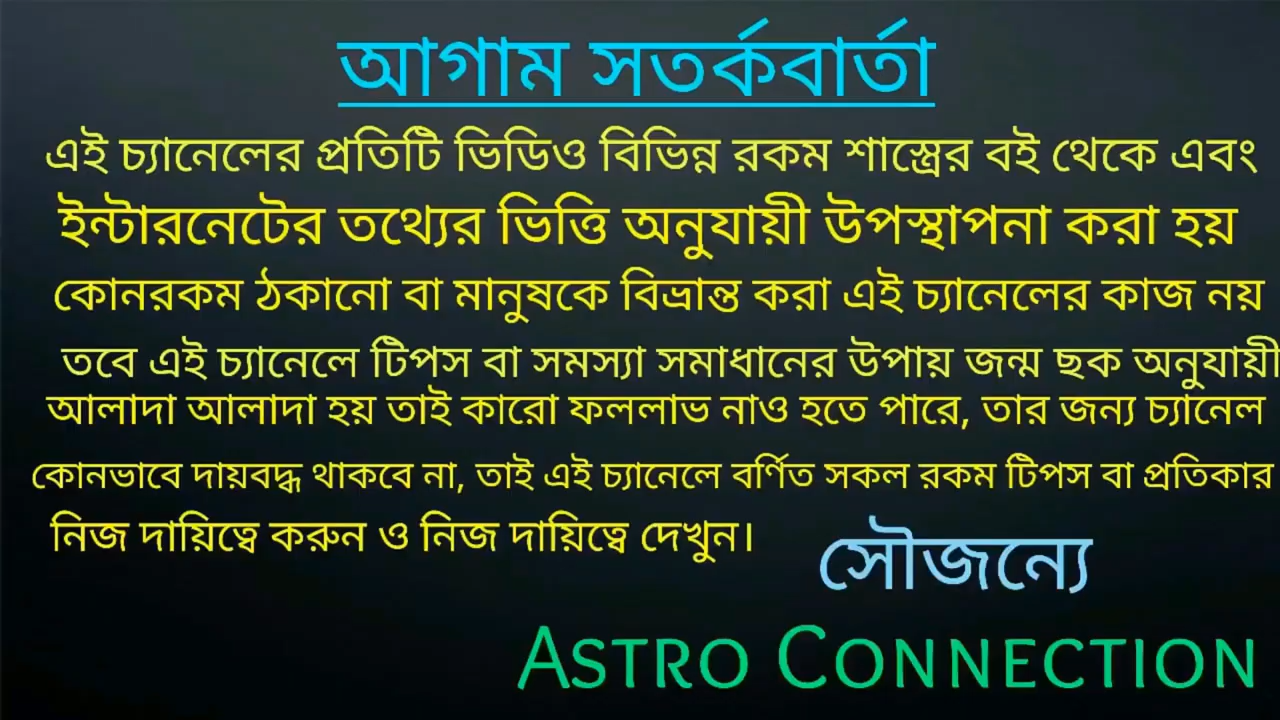 আগাম সতর্কবার্তা
এই চ্যানেলের প্রতিটি ভিডিও বিভিন্ন রকম শাস্ত্রের বই থেকে এবং
ইন্টারনেটের তথ্যের ভিত্তি অনুযায়ী উপস্থাপনা করা হয়
কোনরকম ঠকানো বা মানুষকে বিভ্রান্ত করা এই চ্যানেলের কাজ নয়
তবে এই চ্যানেলে টিপস বা সমস্যা সমাধানের উপায় জন্ম ছক অনুযায়ী
আলাদা আলাদা হয় তাই কারো ফললাভ নাও হতে পারে, তার জন্য চ্যানেল
কোনভাবে দায়বদ্ধ থাকবে না, তাই এই চ্যানেলে বর্ণিত সকল রকম টিপস বা প্রতিকার
নিজ দায়িত্বে করুন ও নিজ দায়িত্বে দেখুন।
সৌজন্যে
ASTRO CONNECTION